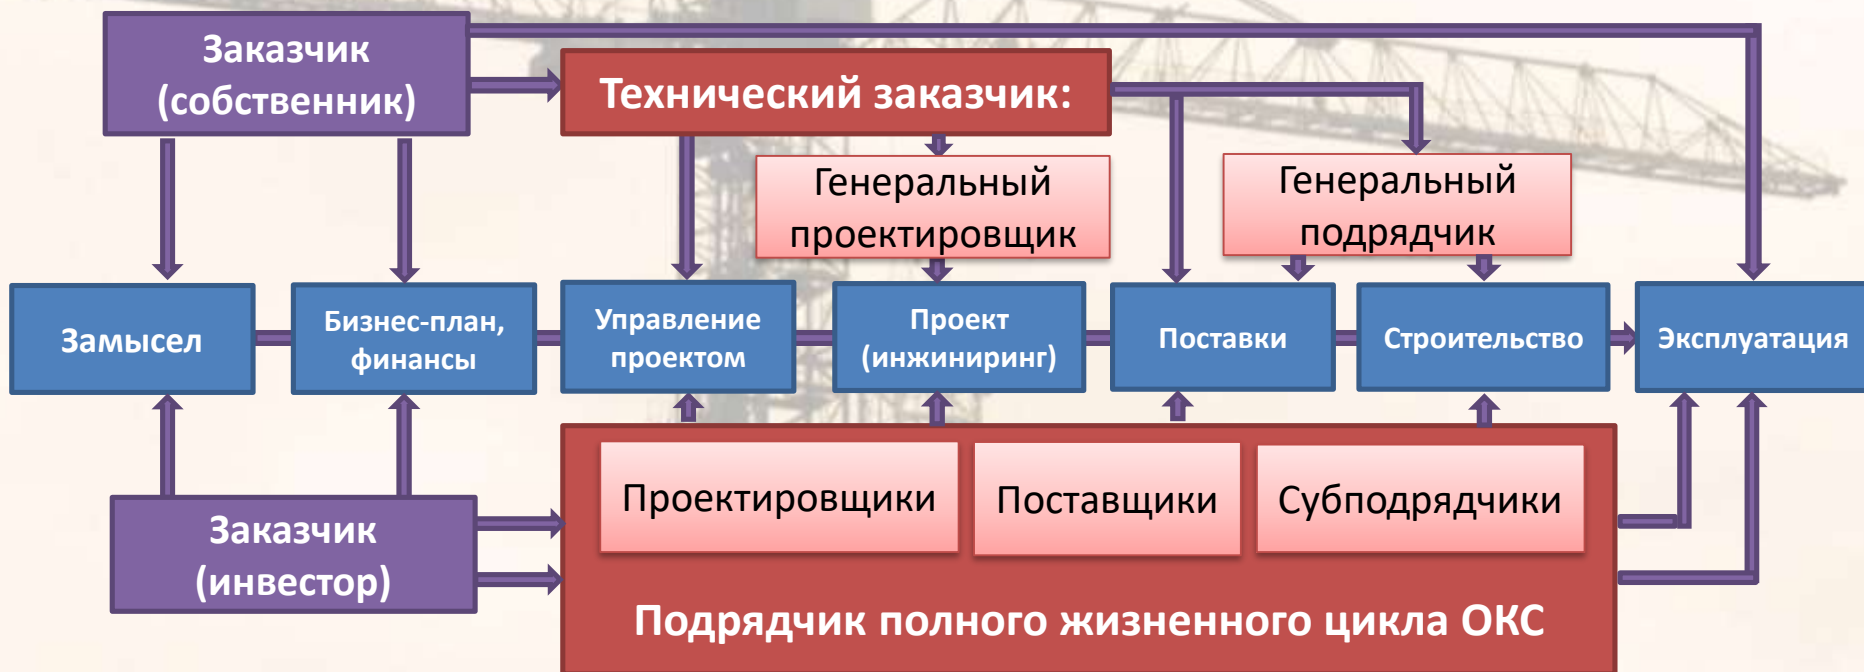 Заказчик
(собственник)
Технический заказчик:
Генеральный
проектировщик
Генеральный
подрядчик
Замысел
Бизнес-план,
финансы
Управление
проектом
Проект
(инжиниринг)
Поставки
Строительство
Эксплуатация
Заказчик
(инвестор)
Проектировщики
Поставщики
Субподрядчики
Подрядчик полного жизненного цикла ОКС